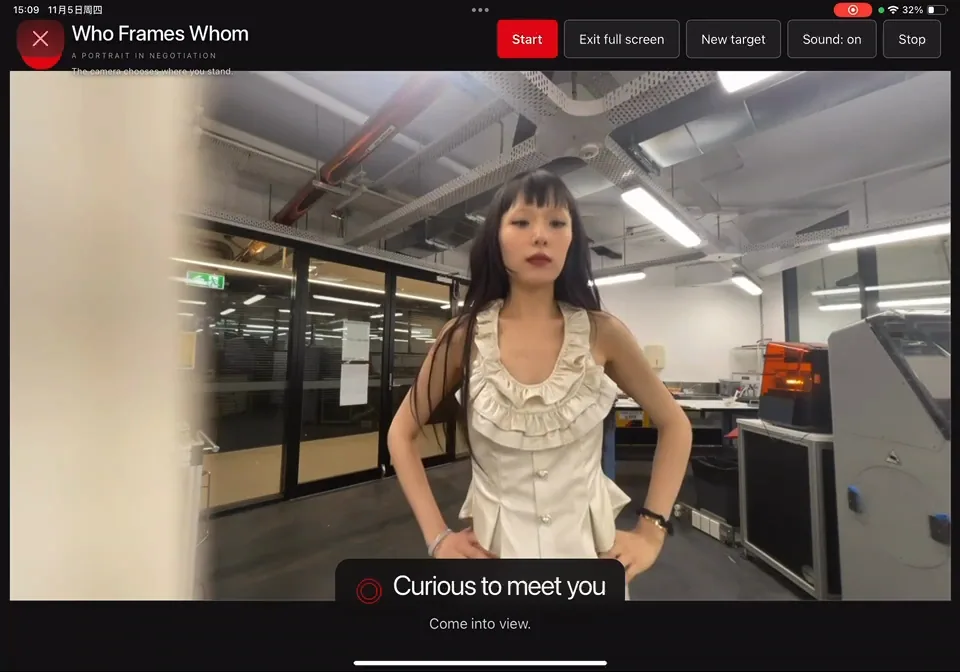 15:09 11月5日周四
32%
Who Frames Whom
A PORTRAIT IN NEGOTIATION
The camera chooses where you stand.
Start
Exit full screen
New target
Sound: on
Stop
Curious to meet you
Come into view.